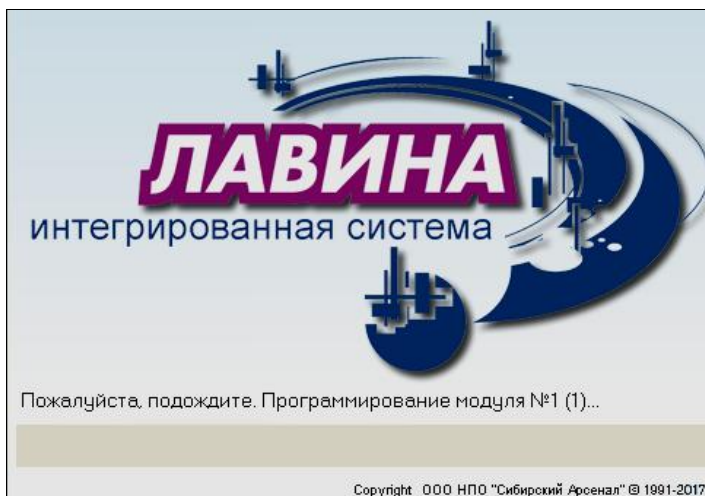 ЛАВИНА
интегрированная система
Пожалуйста, подождите. Программирование модуля №1 (1)...
Copyright ООО НПО "Сибирский Арсенал" © 1991-2017